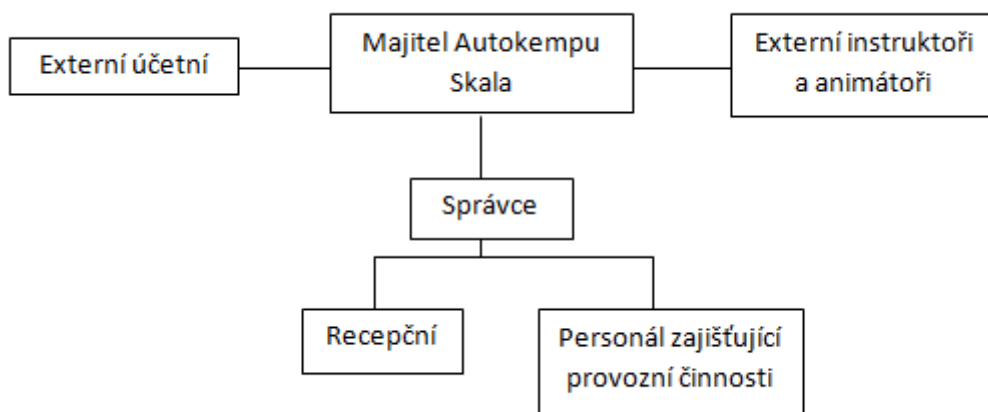 Externí účetní
Majitel Autokempu
Skala
Externí instruktoři
a animátoři
Správce
Recepční
Personál zajišťující
provozní činnosti